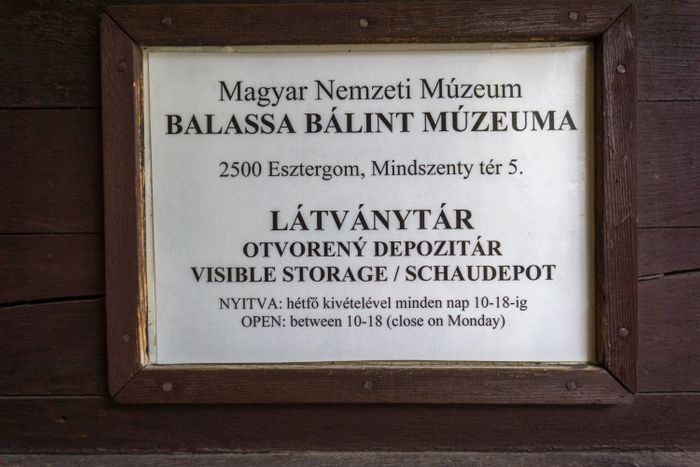 Magyar Nemzeti Múzeum
BALASSA BÁLINT MÚZEUMA
2500 Esztergom, Mindszenty tér 5.
LÁTVÁNYTÁR
OTVORENÝ DEPOZITÁR
VISIBLE STORAGE / SCHAUDEPOT
NYITVA: hétfő kivételével minden nap 10-18-ig
OPEN: between 10-18 (close on Monday)